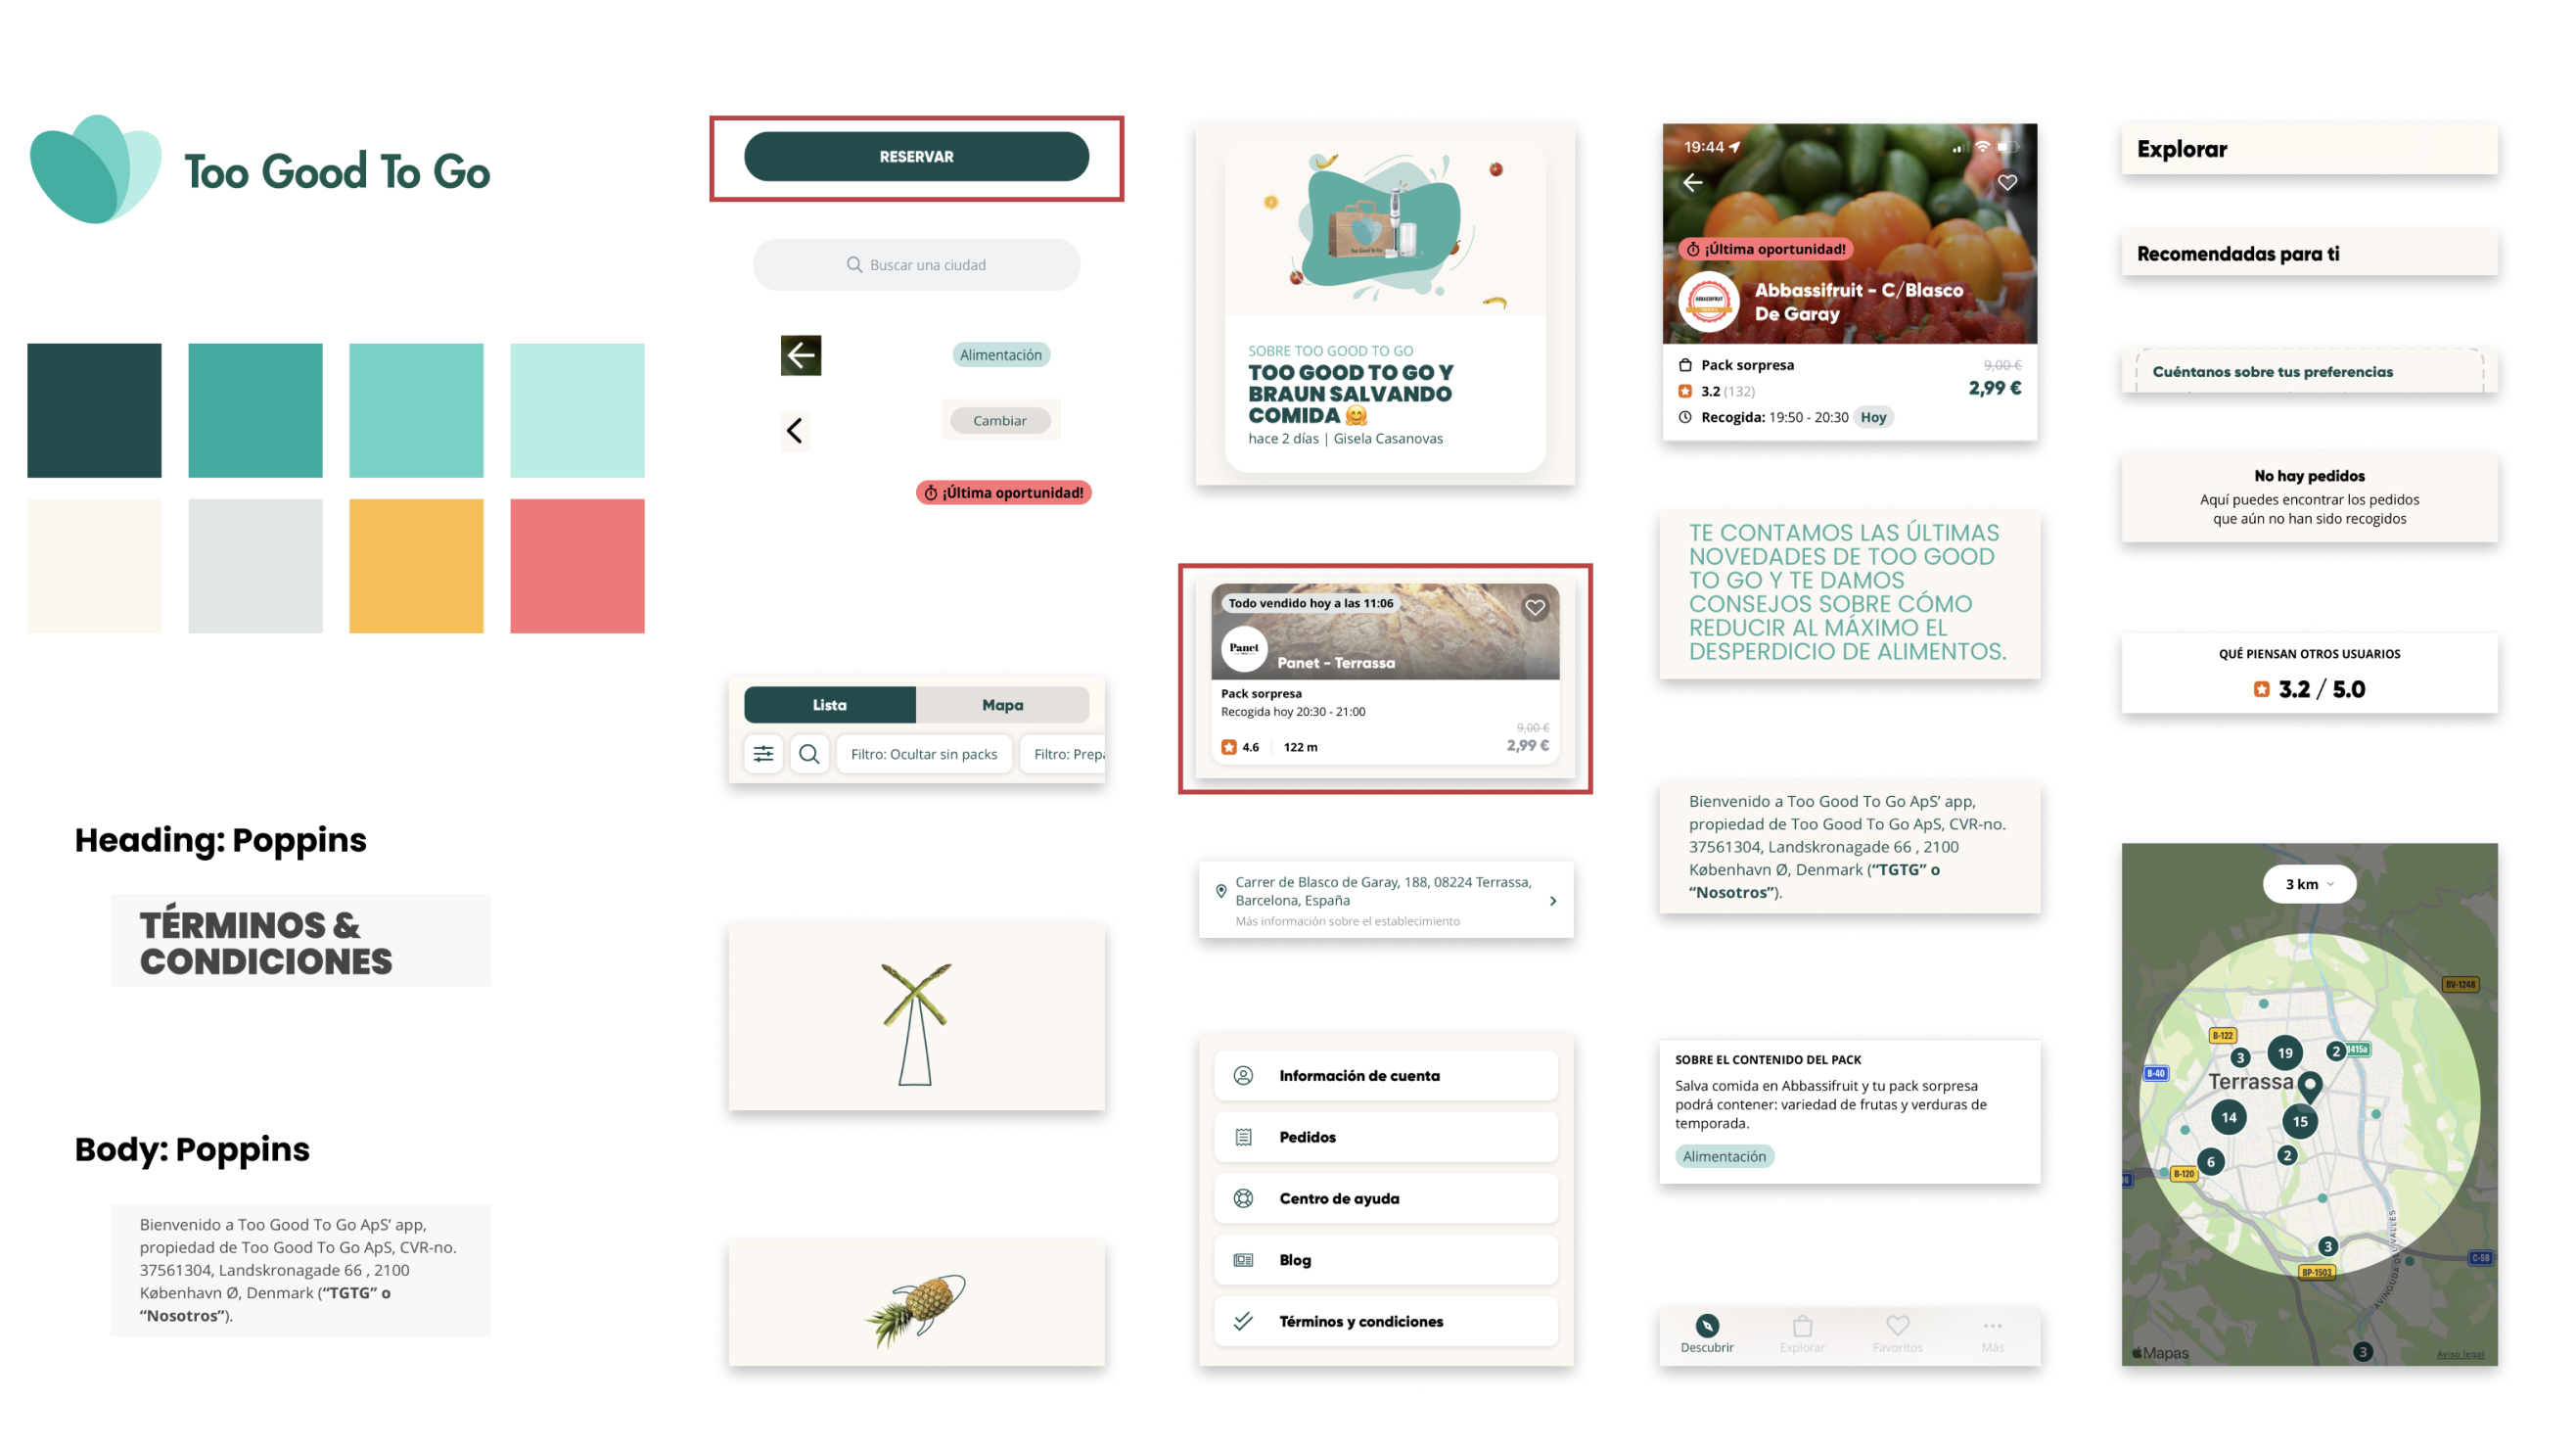 Too Good To Go
Heading: Poppins
TÉRMINOS &
CONDICIONES
Body: Poppins
Bienvenido a Too Good To Go ApS’ app,
propiedad de Too Good To Go ApS, CVR-no.
37561304, Landskronagade 66 , 2100
København Ø, Denmark (“TGTG” o
“Nosotros”).
RESERVAR
Buscar una ciudad
Alimentación
Cambiar
¡Última oportunidad!
Lista
Mapa
Filtro: Ocultar sin packs
Filtro: Prepa
Too Good To Go
SOBRE TOO GOOD TO GO
TOO GOOD TO GO Y
BRAUN SALVANDO
COMIDA 🤗
hace 2 días | Gisela Casanovas
Todo vendido hoy a las 11:06
Panet
Panet - Terrassa
Pack sorpresa
Recogida hoy 20:30 - 21:00
9,00 €
4.6
122 m
2,99 €
Carrer de Blasco de Garay, 188, 08224 Terrassa,
Barcelona, España
Más información sobre el establecimiento
Información de cuenta
Pedidos
Centro de ayuda
Blog
Términos y condiciones
19:44
¡Última oportunidad!
ABBASSIFRUIT
Abbassifruit - C/Blasco
De Garay
Pack sorpresa
9,00 €
3.2 (132)
2,99 €
Recogida: 19:50 - 20:30 Hoy
TE CONTAMOS LAS ÚLTIMAS
NOVEDADES DE TOO GOOD
TO GO Y TE DAMOS
CONSEJOS SOBRE CÓMO
REDUCIR AL MÁXIMO EL
DESPERDICIO DE ALIMENTOS.
Bienvenido a Too Good To Go ApS’ app,
propiedad de Too Good To Go ApS, CVR-no.
37561304, Landskronagade 66 , 2100
København Ø, Denmark (“TGTG” o
“Nosotros”).
SOBRE EL CONTENIDO DEL PACK
Salva comida en Abbassifruit y tu pack sorpresa
podrá contener: variedad de frutas y verduras de
temporada.
Alimentación
Descubrir
Explorar
Favoritos
Más
Explorar
Recomendadas para ti
Cuéntanos sobre tus preferencias
No hay pedidos
Aquí puedes encontrar los pedidos
que aún no han sido recogidos
QUÉ PIENSAN OTROS USUARIOS
3.2 / 5.0
3 km
BV-1248
B-122
3
19
2
1415a
B-40
Terrassa
14
15
2
6
B-120
3
BP-1503
C-58
AVINGUDA DEL VALLÈS
3
Mapas
Aviso legal